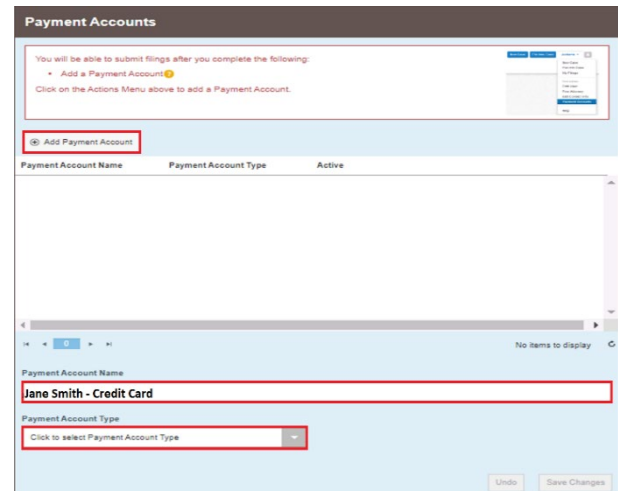 Payment Accounts
You will be able to submit filings after you complete the following:
• Add a Payment Account
Click on the Actions Menu above to add a Payment Account.
Add Payment Account
Payment Account Name Payment Account Type Active
0
No items to display
Payment Account Name
Jane Smith - Credit Card
Payment Account Type
Click to select Payment Account Type
Undo Save Changes